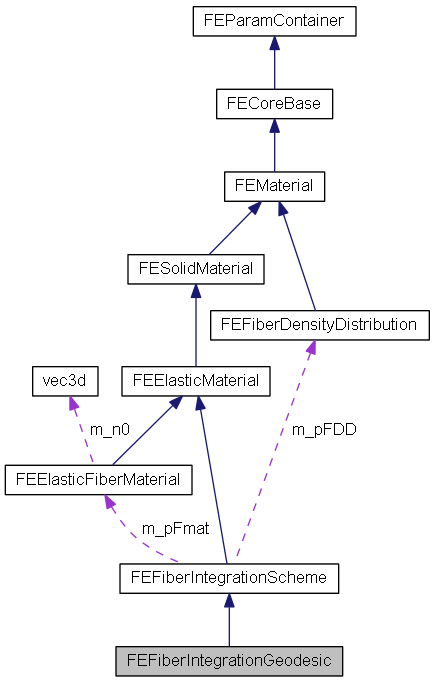 FEParamContainer
FECoreBase
FEMaterial
FESolidMaterial
FEFiberDensityDistribution
vec3d
FEElasticMaterial
m_n0
m_pFDD
FEElasticFiberMaterial
m_pFmat
FEFiberIntegrationScheme
FEFiberIntegrationGeodesic